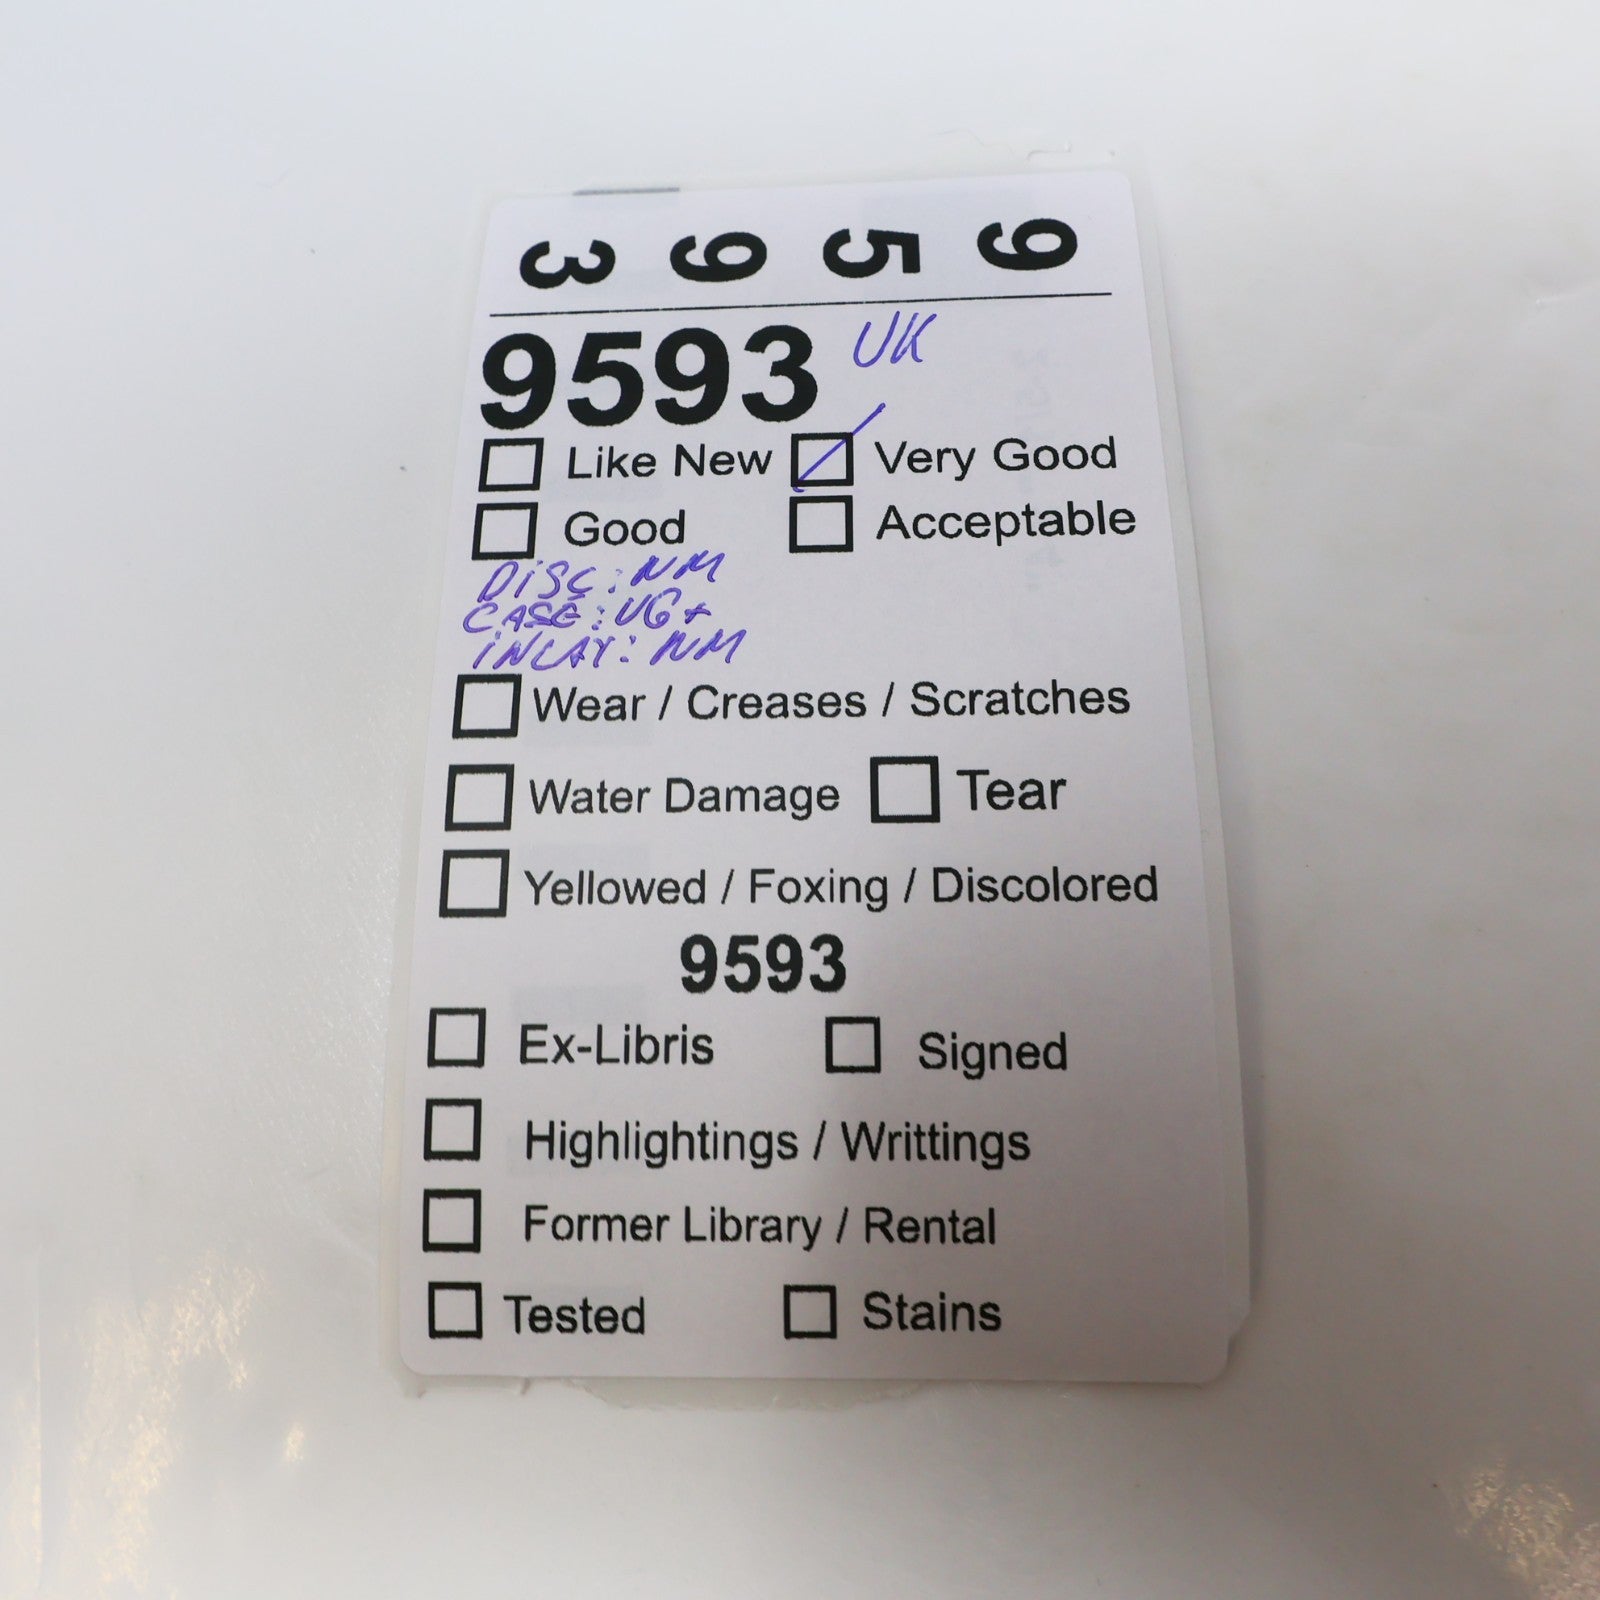 3 9 5 9
9593 UK
Like New Very Good
Good Acceptable
DISC: NM
CASE: VG+
INLAY: NM
Wear / Creases / Scratches
Water Damage Tear
Yellowed / Foxing / Discolored
9593
Ex-Libris Signed
Highlightings / Writtings
Former Library / Rental
Tested Stains